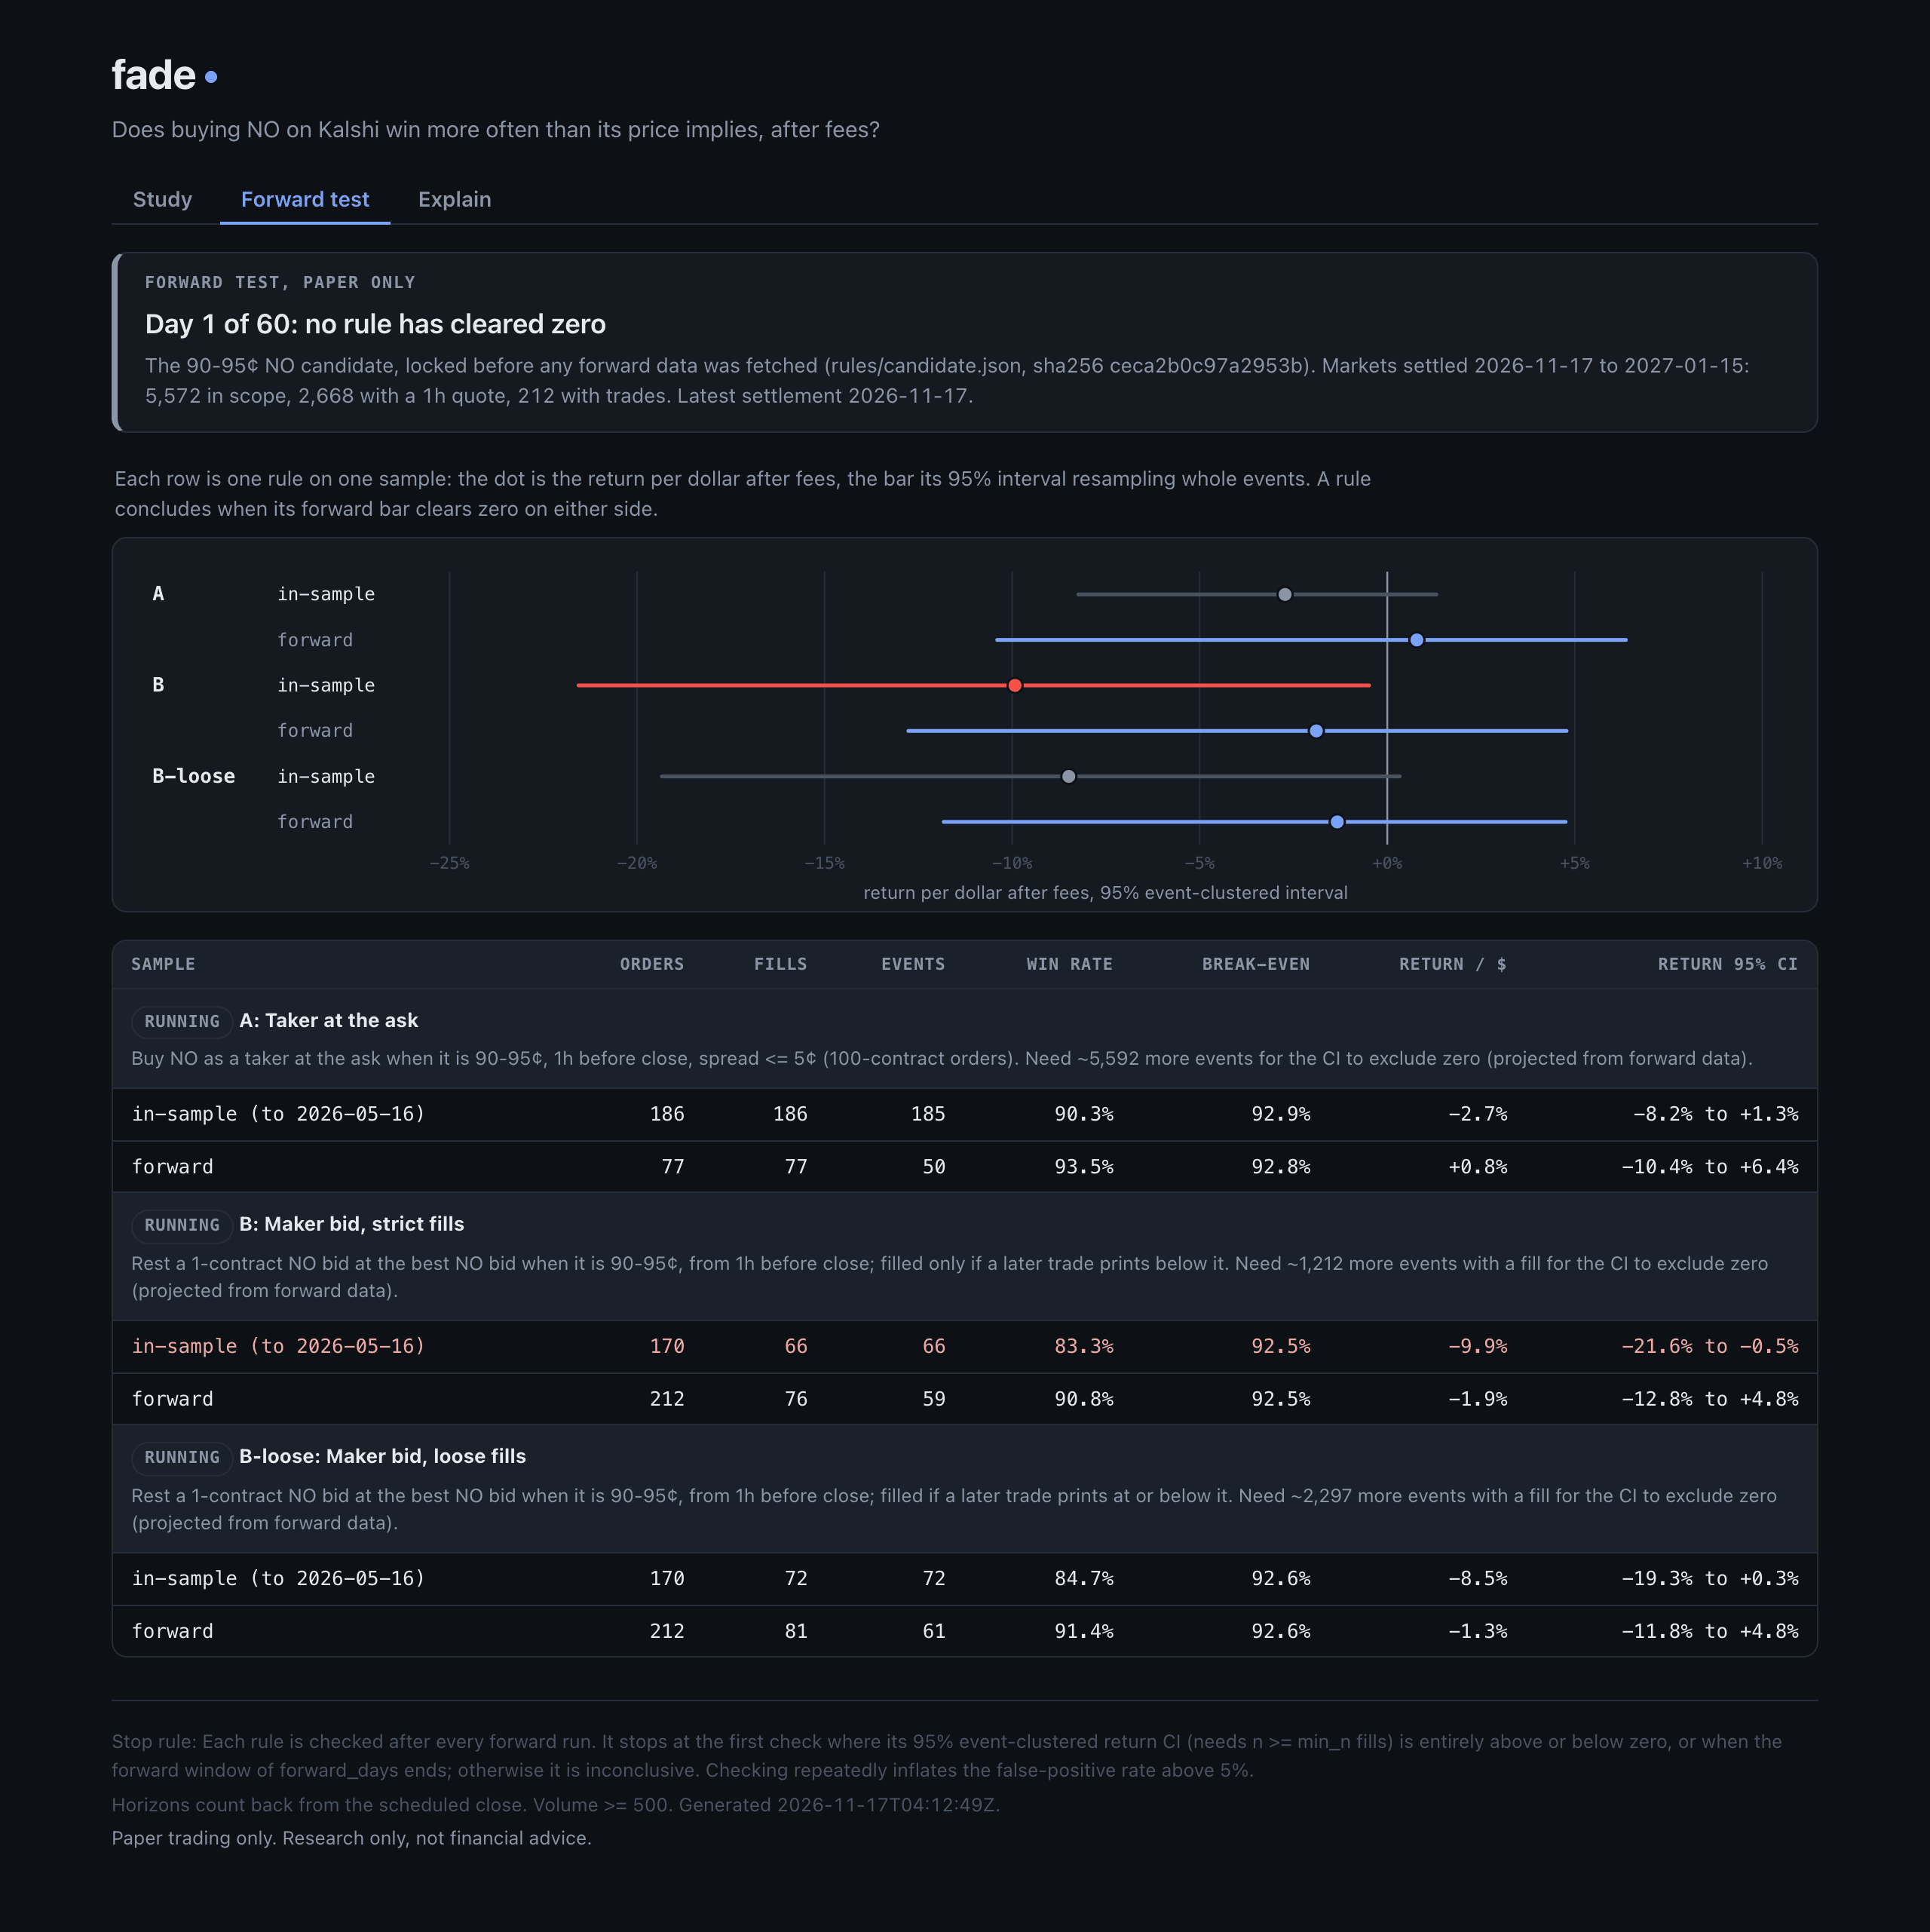 fade
Does buying NO on Kalshi win more often than its price implies, after fees?
Study Forward test Explain
FORWARD TEST, PAPER ONLY
Day 1 of 60: no rule has cleared zero
The 90-95¢ NO candidate, locked before any forward data was fetched (rules/candidate.json, sha256 ceca2b0c97a2953b). Markets settled 2026-11-17 to 2027-01-15:
5,572 in scope, 2,668 with a 1h quote, 212 with trades. Latest settlement 2026-11-17.
Each row is one rule on one sample: the dot is the return per dollar after fees, the bar its 95% interval resampling whole events. A rule
concludes when its forward bar clears zero on either side.
A in-sample
forward
B in-sample
forward
B-loose in-sample
forward
−25% −20% −15% −10% −5% +0% +5% +10%
return per dollar after fees, 95% event-clustered interval
SAMPLE ORDERS FILLS EVENTS WIN RATE BREAK-EVEN RETURN / $ RETURN 95% CI
RUNNING A: Taker at the ask
Buy NO as a taker at the ask when it is 90-95¢, 1h before close, spread <= 5¢ (100-contract orders). Need ~5,592 more events for the CI to exclude zero (projected from forward data).
in-sample (to 2026-05-16) 186 186 185 90.3% 92.9% −2.7% −8.2% to +1.3%
forward 77 77 50 93.5% 92.8% +0.8% −10.4% to +6.4%
RUNNING B: Maker bid, strict fills
Rest a 1-contract NO bid at the best NO bid when it is 90-95¢, from 1h before close; filled only if a later trade prints below it. Need ~1,212 more events with a fill for the CI to exclude zero
(projected from forward data).
in-sample (to 2026-05-16) 170 66 66 83.3% 92.5% −9.9% −21.6% to −0.5%
forward 212 76 59 90.8% 92.5% −1.9% −12.8% to +4.8%
RUNNING B-loose: Maker bid, loose fills
Rest a 1-contract NO bid at the best NO bid when it is 90-95¢, from 1h before close; filled if a later trade prints at or below it. Need ~2,297 more events with a fill for the CI to exclude zero
(projected from forward data).
in-sample (to 2026-05-16) 170 72 72 84.7% 92.6% −8.5% −19.3% to +0.3%
forward 212 81 61 91.4% 92.6% −1.3% −11.8% to +4.8%
Stop rule: Each rule is checked after every forward run. It stops at the first check where its 95% event-clustered return CI (needs n >= min_n fills) is entirely above or below zero, or when the
forward window of forward_days ends; otherwise it is inconclusive. Checking repeatedly inflates the false-positive rate above 5%.
Horizons count back from the scheduled close. Volume >= 500. Generated 2026-11-17T04:12:49Z.
Paper trading only. Research only, not financial advice.